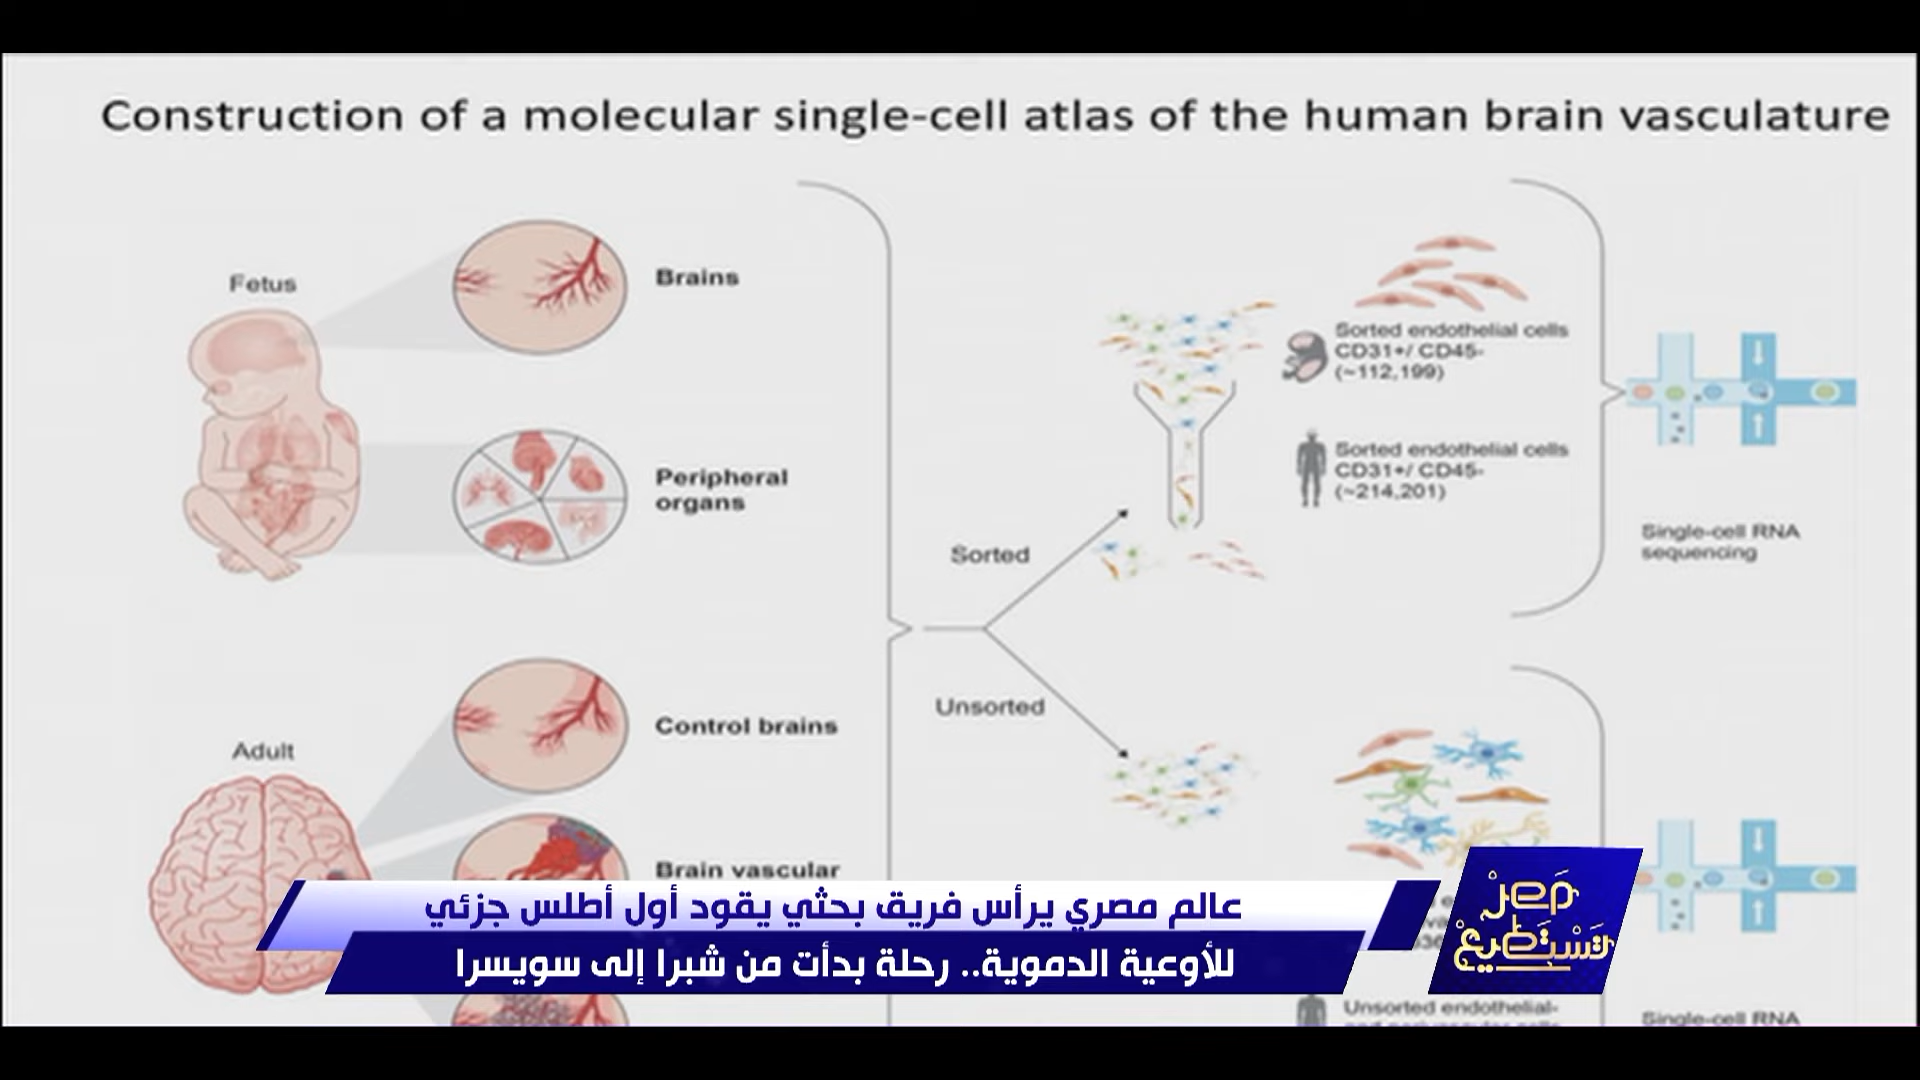 Construction of a molecular single-cell atlas of the human brain vasculature
Fetus
Brains
Peripheral
organs
Adult
Control brains
Brain vascular
Sorted
Unsorted
Sorted endothelial cells
CD31+/ CD45-
(~112,199)
Sorted endothelial cells
CD31+/ CD45-
(~214,201)
Single-cell RNA
sequencing
Unsorted endothelial-
Single-cell RNA
عالم مصري يرأس فريق بحثي يقود أول أطلس جزئي
للأوعية الدموية.. رحلة بدأت من شبرا إلى سويسرا
مصر
تستطيع